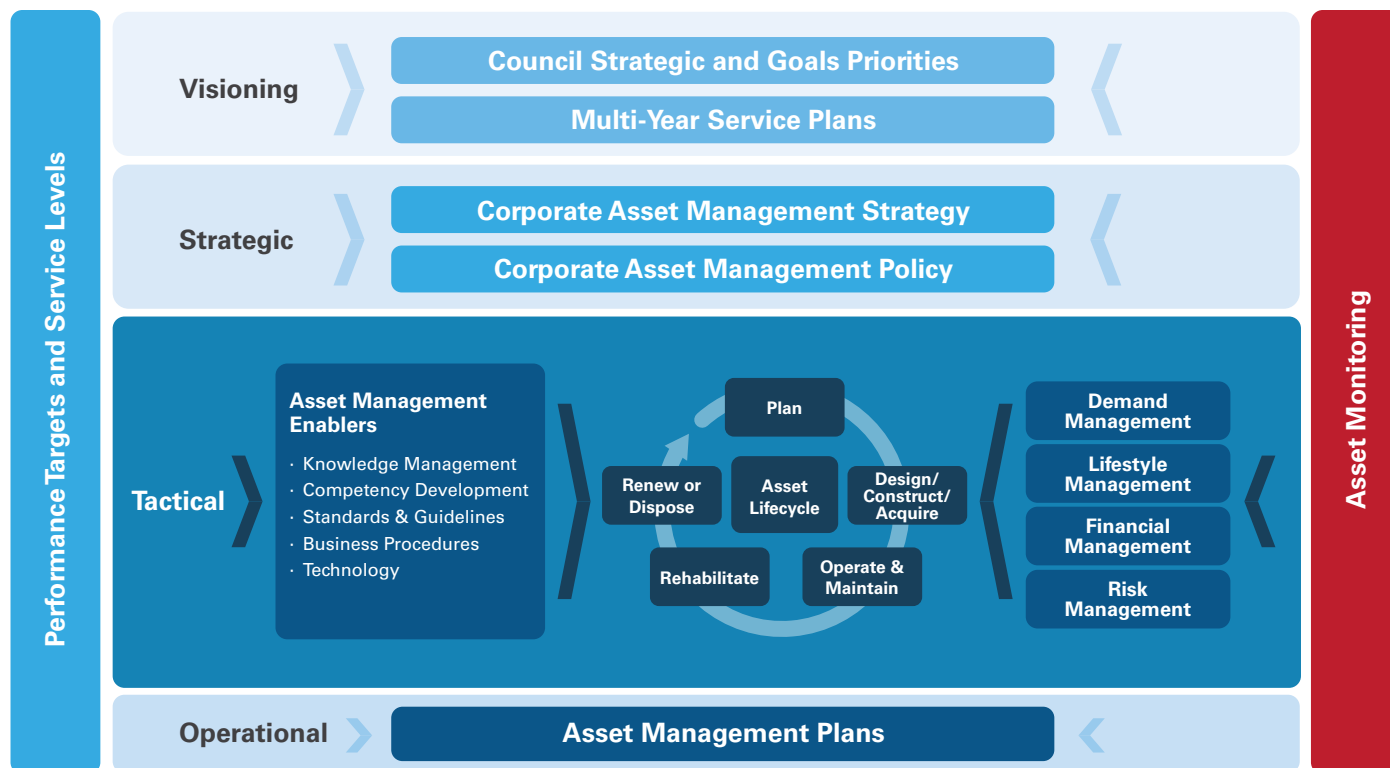 Performance Targets and Service Levels
Visioning
Council Strategic and Goals Priorities
Multi-Year Service Plans
Strategic
Corporate Asset Management Strategy
Corporate Asset Management Policy
Tactical
Asset Management
Enablers
· Knowledge Management
· Competency Development
· Standards & Guidelines
· Business Procedures
· Technology
Plan
Renew or
Dispose
Asset
Lifecycle
Design/
Construct/
Acquire
Rehabilitate
Operate &
Maintain
Demand
Management
Lifestyle
Management
Financial
Management
Risk
Management
Operational
Asset Management Plans
Asset Monitoring